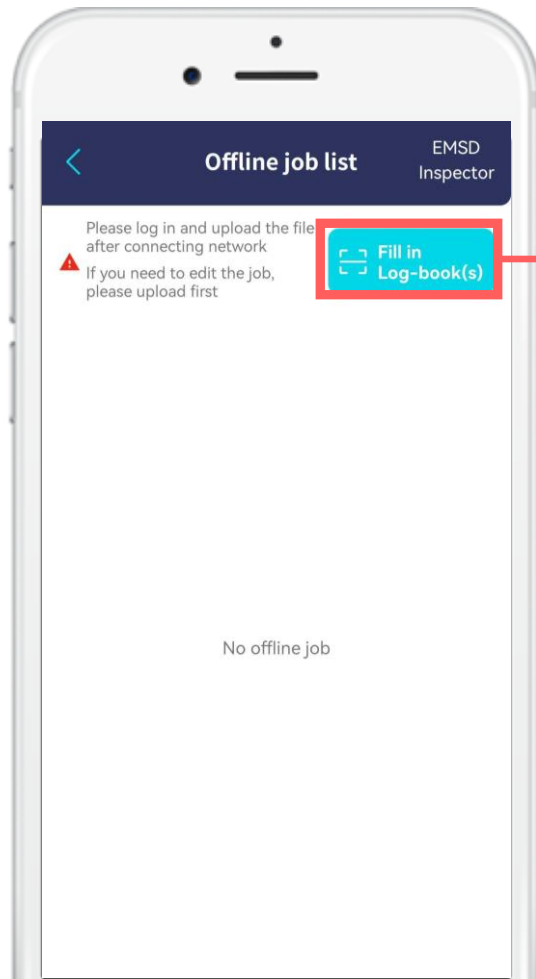 Offline job list
EMSD
Inspector
Please log in and upload the file
after connecting network
If you need to edit the job,
please upload first
Fill in
Log-book(s)
No offline job